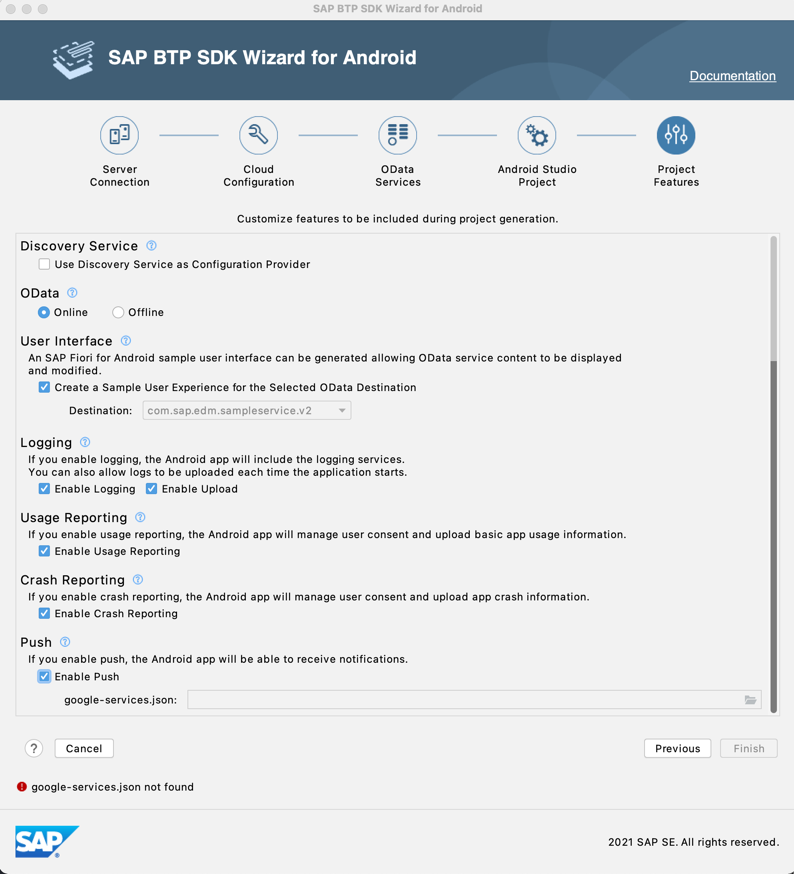 SAP BTP SDK Wizard for Android
SAP BTP SDK Wizard for Android
Documentation
Server
Connection
Cloud
Configuration
OData
Services
Android Studio
Project
Project
Features
Customize features to be included during project generation.
Discovery Service ?
Use Discovery Service as Configuration Provider
OData ?
Online Offline
User Interface ?
An SAP Fiori for Android sample user interface can be generated allowing OData service content to be displayed
and modified.
Create a Sample User Experience for the Selected OData Destination
Destination: com.sap.edm.sampleservice.v2
Logging ?
If you enable logging, the Android app will include the logging services.
You can also allow logs to be uploaded each time the application starts.
Enable Logging Enable Upload
Usage Reporting ?
If you enable usage reporting, the Android app will manage user consent and upload basic app usage information.
Enable Usage Reporting
Crash Reporting ?
If you enable crash reporting, the Android app will manage user consent and upload app crash information.
Enable Crash Reporting
Push ?
If you enable push, the Android app will be able to receive notifications.
Enable Push
google-services.json:
? Cancel Previous Finish
! google-services.json not found
SAP ®
2021 SAP SE. All rights reserved.